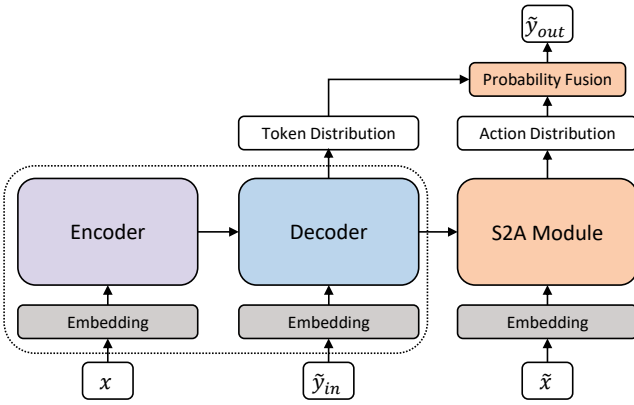 ỹ_out
Probability Fusion
Token Distribution
Action Distribution
Encoder
Decoder
S2A Module
Embedding
Embedding
Embedding
x
ỹ_in
x̃